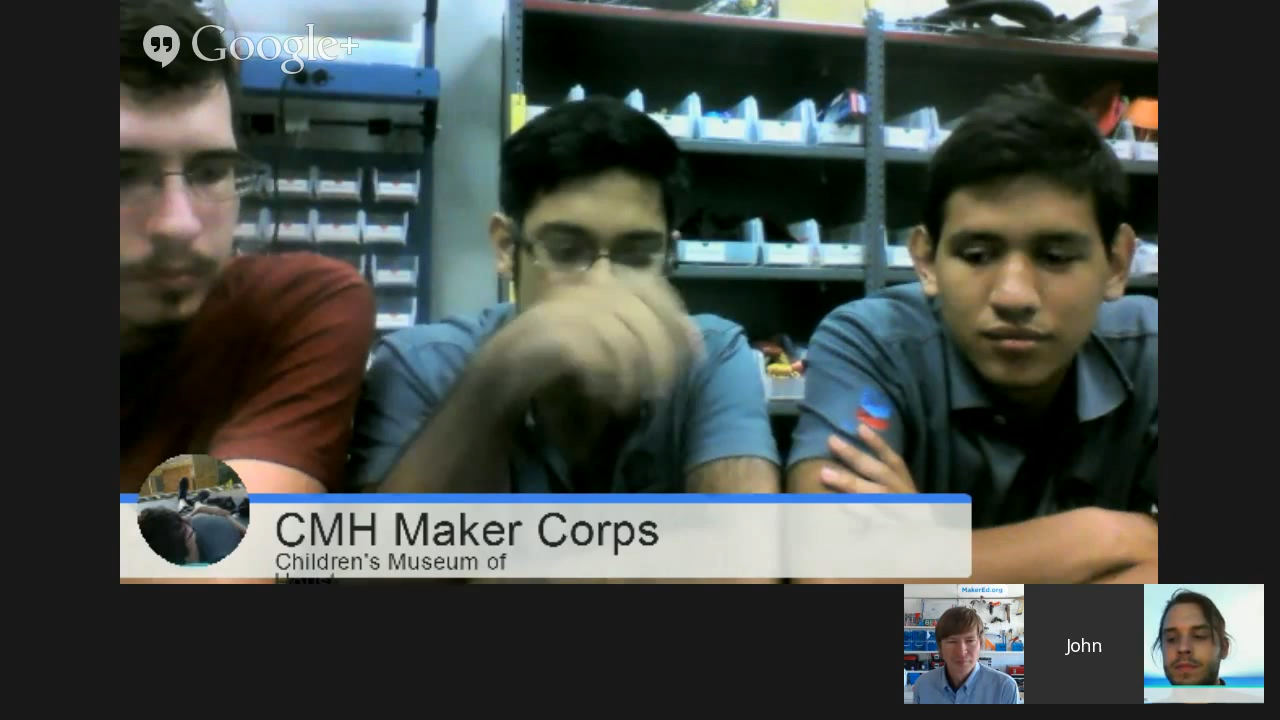 Google+
CMH Maker Corps
Children's Museum of
MakerEd.org
John